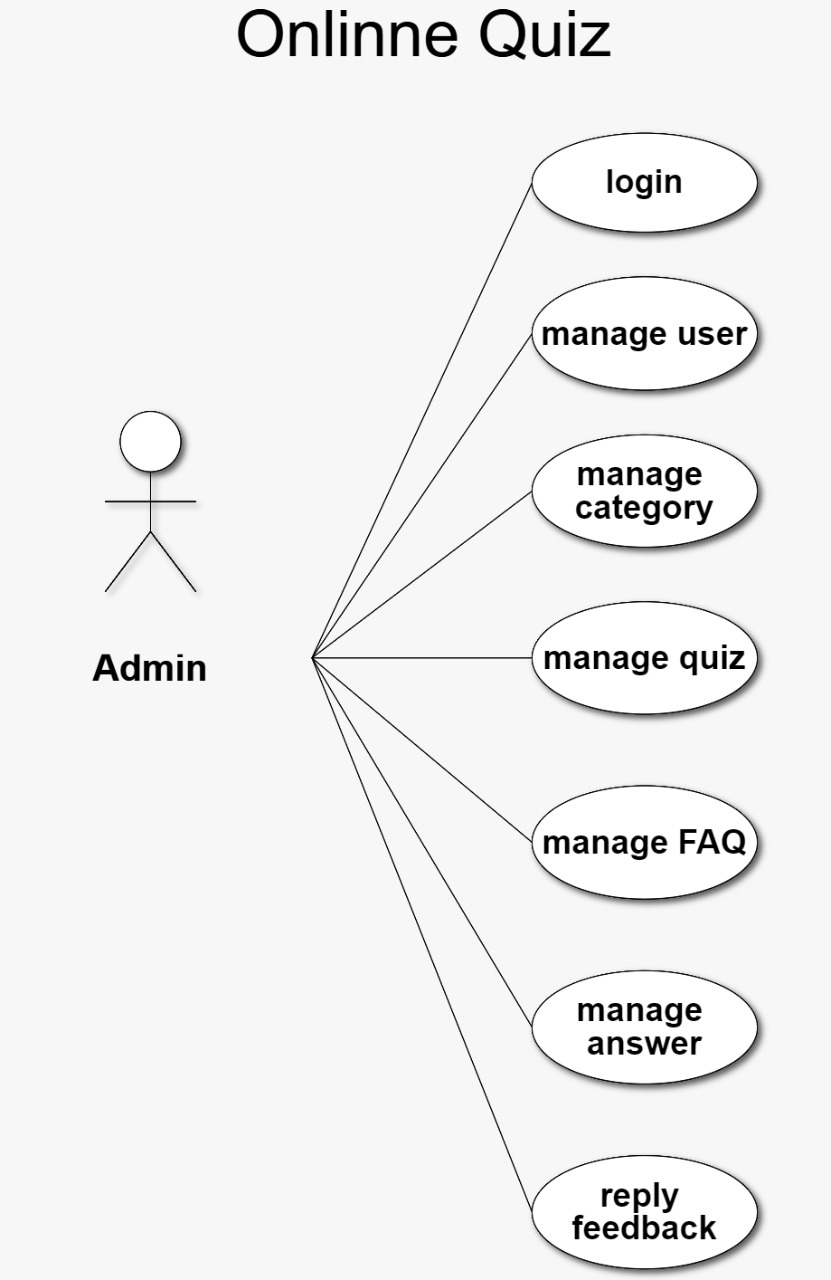 Onlinne Quiz
login
manage user
manage
category
manage quiz
Admin
manage FAQ
manage
answer
reply
feedback